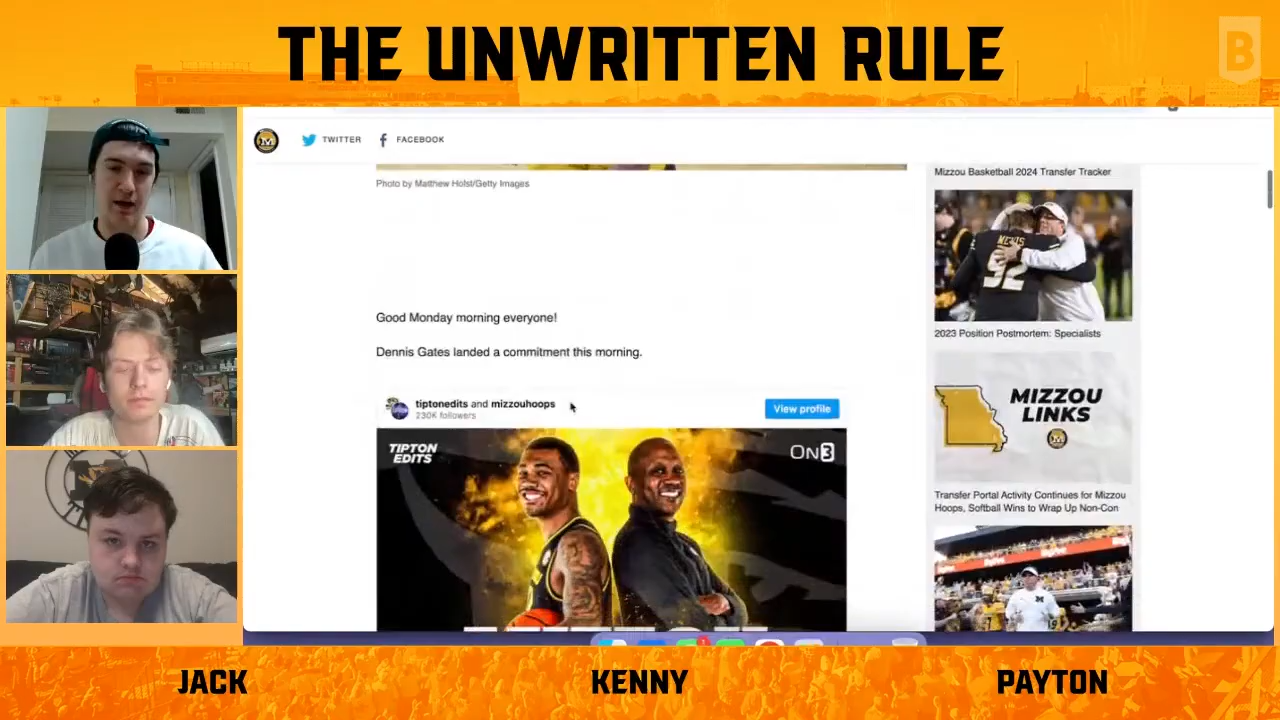 THE UNWRITTEN RULE
B
TWITTER
FACEBOOK
Photo by Matthew Holst/Getty Images
Good Monday morning everyone!
Dennis Gates landed a commitment this morning.
tiptonedits and mizzouhoops
230K followers
View profile
TIPTON
EDITS
ON3
Mizzou Basketball 2024 Transfer Tracker
MEVIS
92
2023 Position Postmortem: Specialists
MIZZOU
LINKS
Transfer Portal Activity Continues for Mizzou
Hoops, Softball Wins to Wrap Up Non-Con
JACK
KENNY
PAYTON